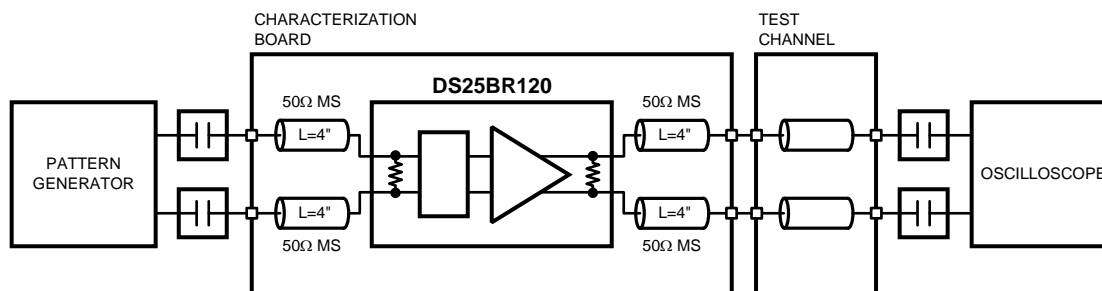 CHARACTERIZATION
BOARD
TEST
CHANNEL
DS25BR120
50Ω MS
50Ω MS
L=4"
L=4"
PATTERN
GENERATOR
OSCILLOSCOPE
L=4"
L=4"
50Ω MS
50Ω MS